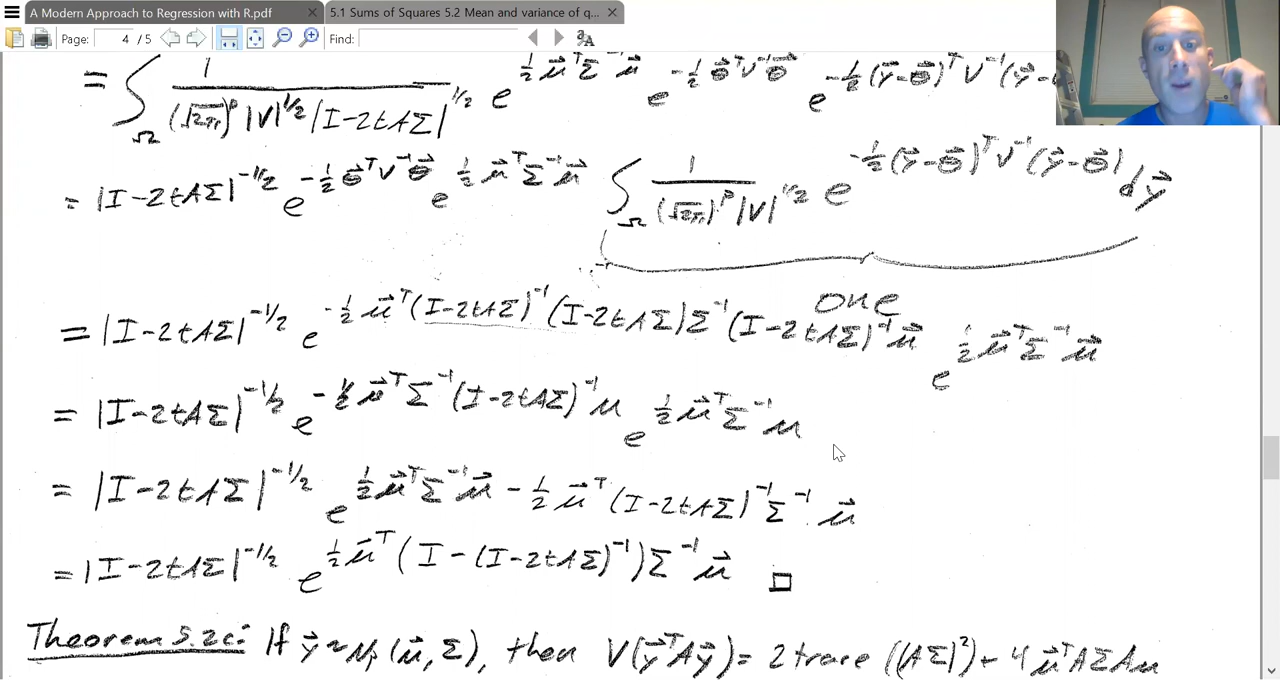 A Modern Approach to Regression with R.pdf × 5.1 Sums of Squares 5.2 Mean and variance of q... ×
Page: 4 / 5 Find:
= ∫_Ω 1/((√2π)^p |V|^{1/2} |I-2tAΣ|^{1/2}) e^{½ μ⃗^T Σ^{-1} μ⃗} e^{-½ θ⃗^T V^{-1} θ⃗} e^{-½ (y⃗-θ⃗)^T V^{-1} (y⃗-
= |I-2tAΣ|^{-1/2} e^{-½ θ⃗^T V^{-1} θ⃗} e^{½ μ⃗^T Σ^{-1} μ⃗} ∫_Ω 1/((√2π)^p |V|^{1/2}) e^{-½ (y⃗-θ⃗)^T V^{-1} (y⃗-θ⃗)} dy⃗
one
= |I-2tAΣ|^{-1/2} e^{-½ μ⃗^T (I-2tAΣ)^{-1} (I-2tAΣ) Σ^{-1} (I-2tAΣ)^{-1} μ⃗} e^{½ μ⃗^T Σ^{-1} μ⃗}
= |I-2tAΣ|^{-1/2} e^{-½ μ⃗^T Σ^{-1} (I-2tAΣ)^{-1} μ} e^{½ μ⃗^T Σ^{-1} μ}
= |I-2tAΣ|^{-1/2} e^{½ μ⃗^T Σ^{-1} μ⃗ - ½ μ⃗^T (I-2tAΣ)^{-1} Σ^{-1} μ⃗}
= |I-2tAΣ|^{-1/2} e^{½ μ⃗^T (I-(I-2tAΣ)^{-1}) Σ^{-1} μ⃗} □
Theorem 5.2c: If y⃗ ~ N_p(μ⃗, Σ), then V(y⃗^T A y⃗) = 2 trace ((AΣ)^2) + 4 μ⃗^T A Σ A μ